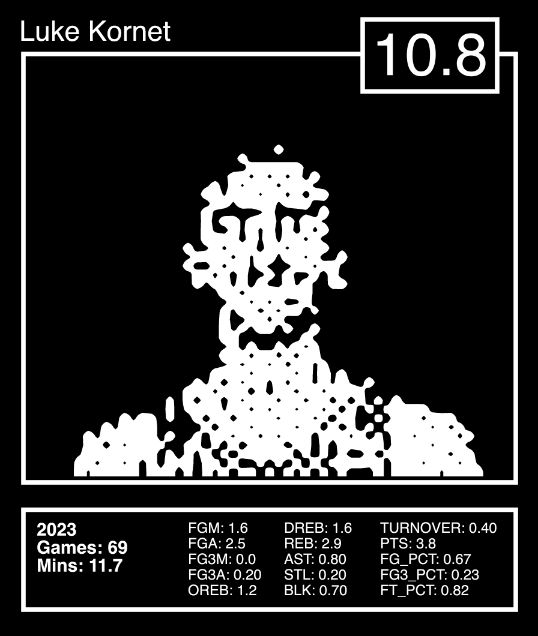 Luke Kornet
10.8
2023
Games: 69
Mins: 11.7
FGM: 1.6
FGA: 2.5
FG3M: 0.0
FG3A: 0.20
OREB: 1.2
DREB: 1.6
REB: 2.9
AST: 0.80
STL: 0.20
BLK: 0.70
TURNOVER: 0.40
PTS: 3.8
FG_PCT: 0.67
FG3_PCT: 0.23
FT_PCT: 0.82